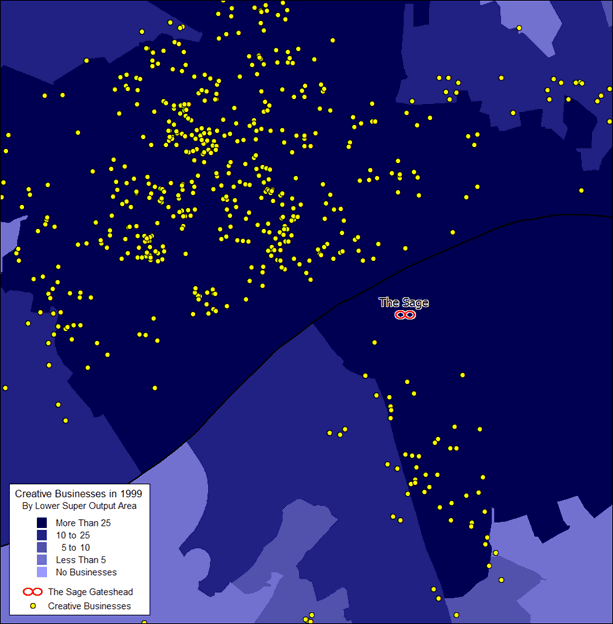 The Sage
Creative Businesses in 1999
By Lower Super Output Area
More Than 25
10 to 25
5 to 10
Less Than 5
No Businesses
The Sage Gateshead
Creative Businesses